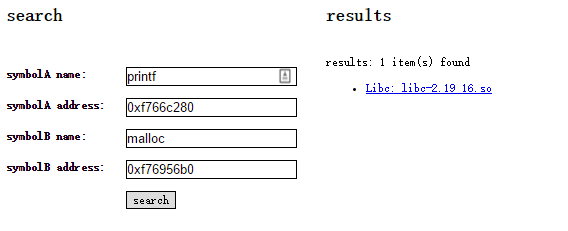 search
symbolA name: printf
symbolA address: 0xf766c280
symbolB name: malloc
symbolB address: 0xf76956b0
search
results
results: 1 item(s) found
Libc: libc-2.19_16.so